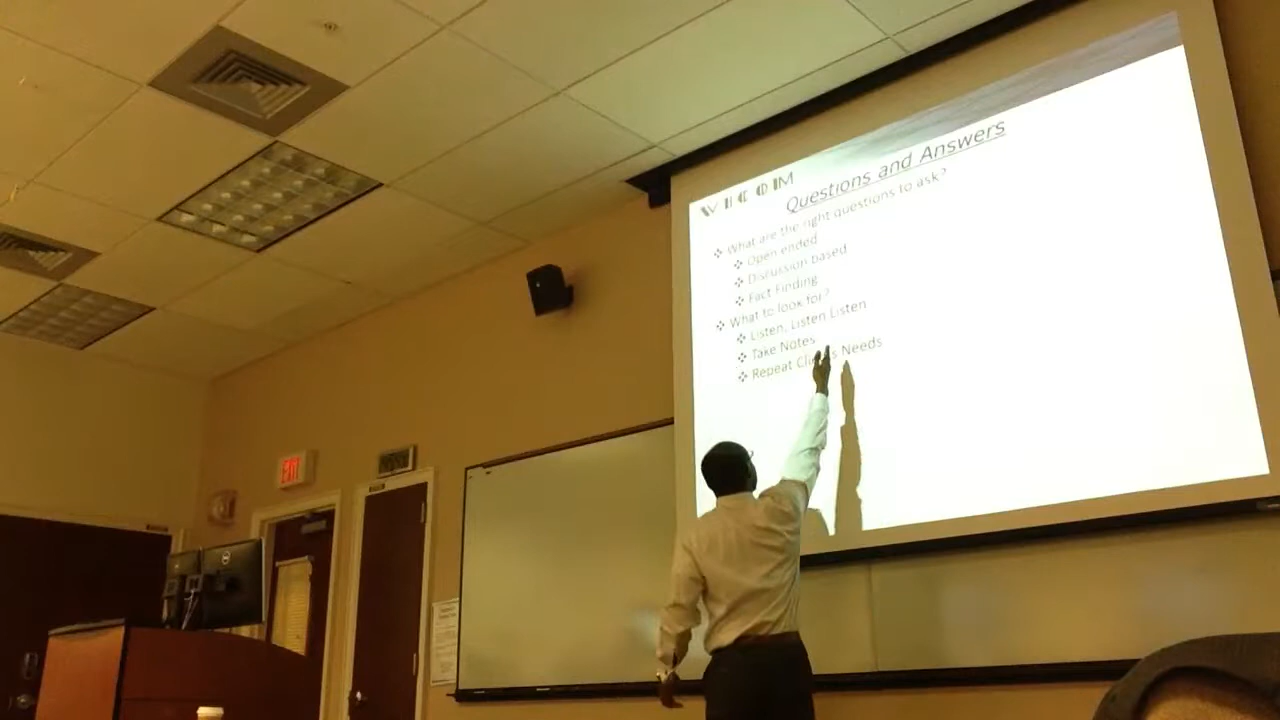 Questions and Answers
What are the right questions to ask?
Open ended
Discussion based
Fact Finding
What to look for?
Listen, Listen Listen
Take Notes
Repeat Needs
EXIT